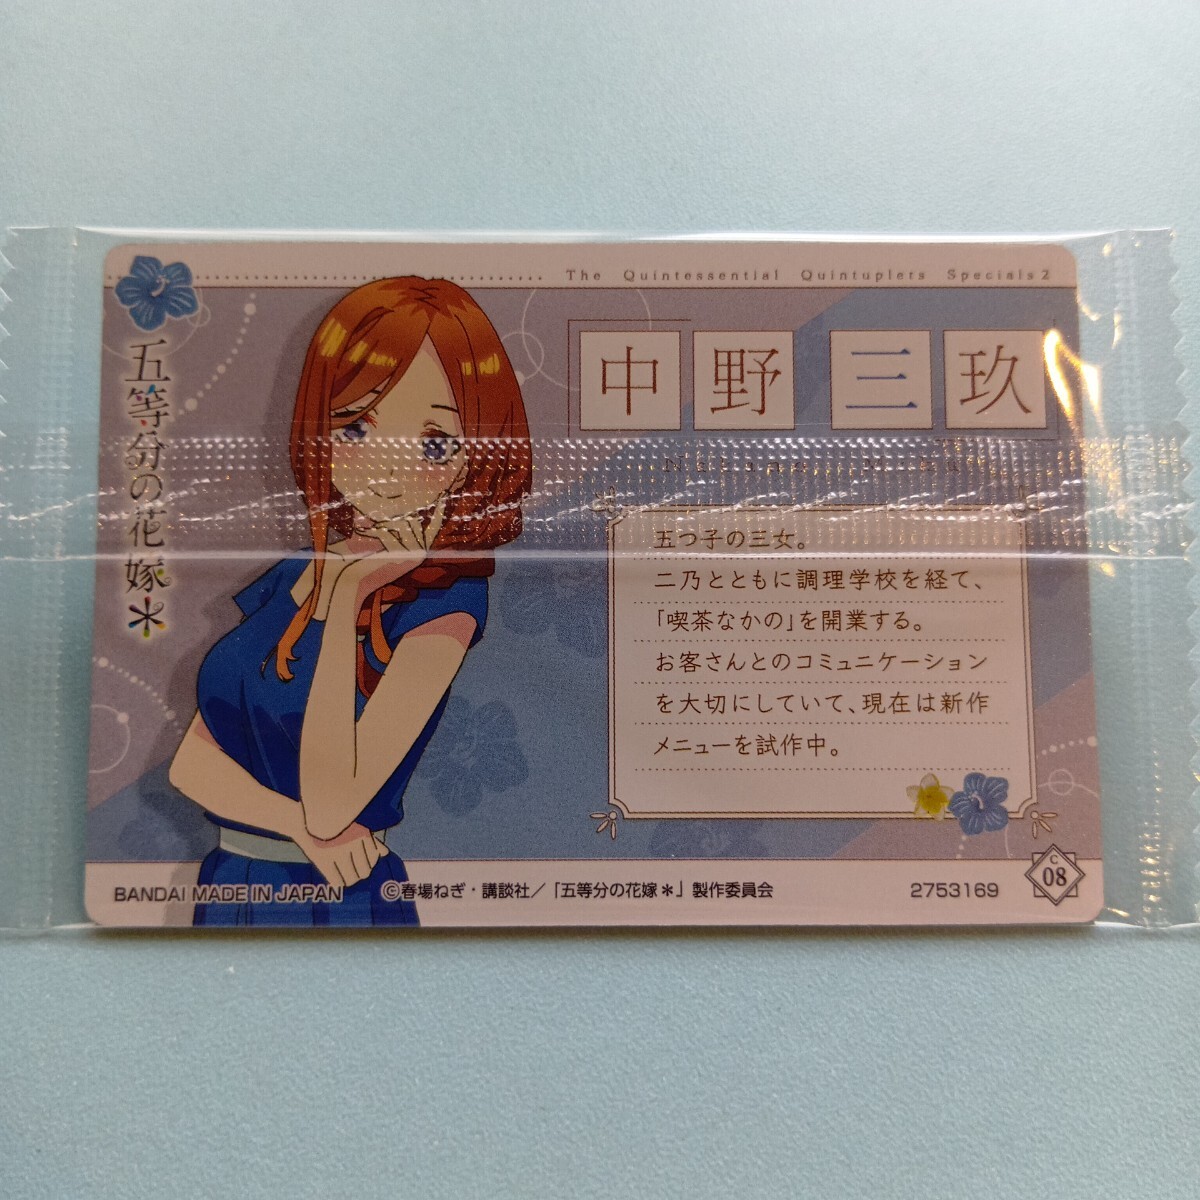 The Quintessential Quintuplets Specials 2
五等分の花嫁＊
中野 三玖
五つ子の三女。
二乃とともに調理学校を経て、
「喫茶なかの」を開業する。
お客さんとのコミュニケーション
を大切にしていて、現在は新作
メニューを試作中。
BANDAI MADE IN JAPAN
©春場ねぎ・講談社／「五等分の花嫁＊」製作委員会
2753169
C
08